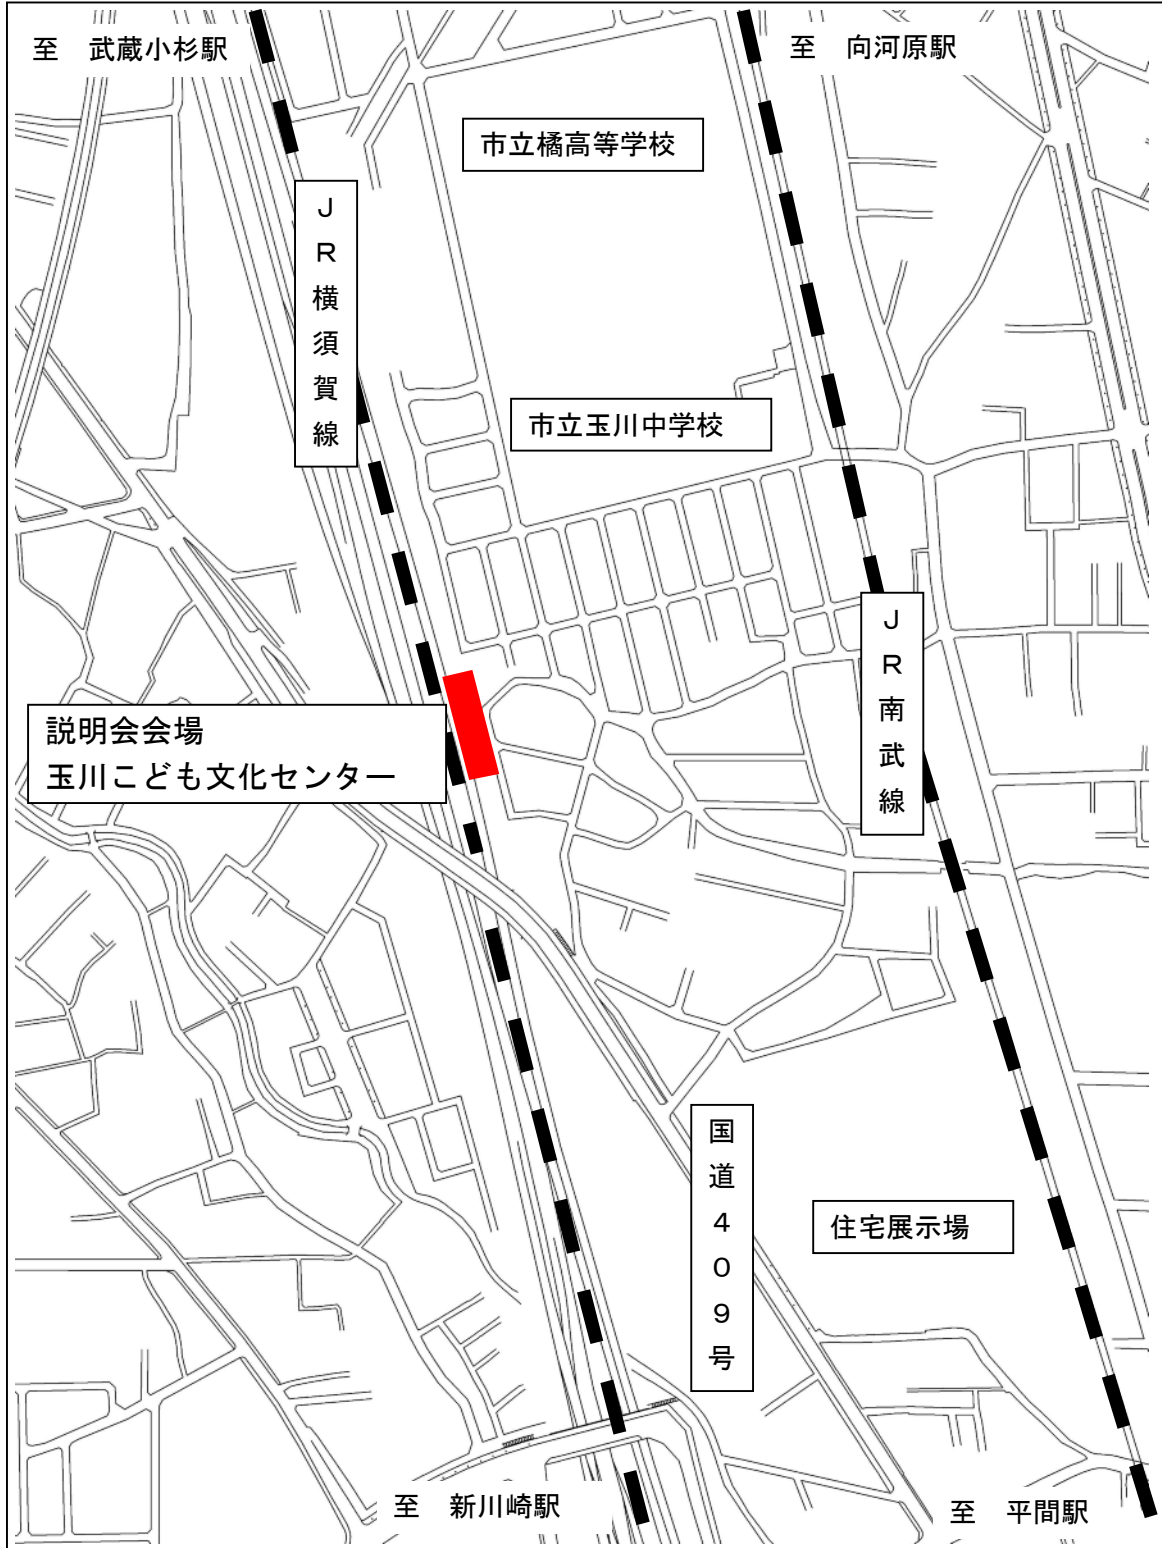 至　武蔵小杉駅
至　向河原駅
市立橘高等学校
ＪＲ横須賀線
市立玉川中学校
ＪＲ南武線
説明会会場
玉川こども文化センター
国道４０９号
住宅展示場
至　新川崎駅
至　平間駅